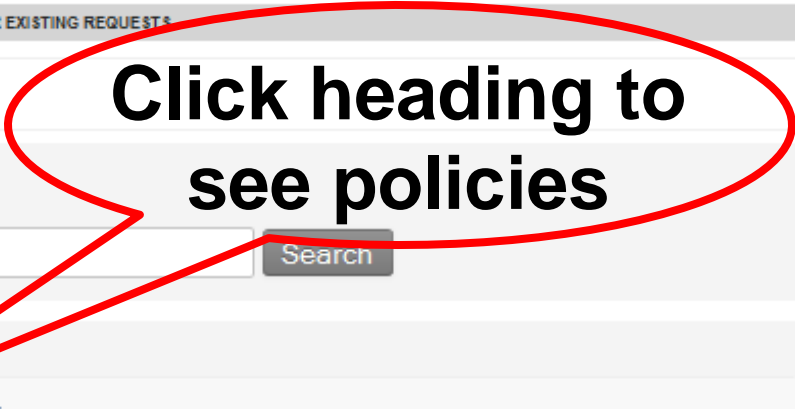 EXISTING REQUESTS
Click heading to
see policies
Search